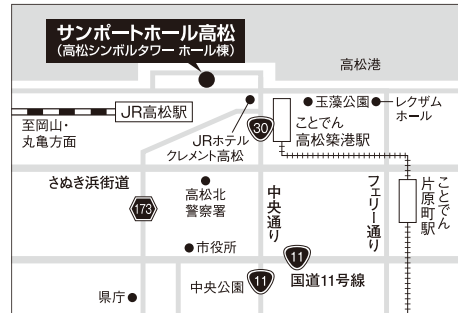 サンポートホール高松
(高松シンボルタワー ホール棟)
高松港
JR高松駅
至岡山・
丸亀方面
JRホテル
クレメント高松
30
ことでん
高松築港駅
玉藻公園
レクザム
ホール
さぬき浜街道
173
高松北
警察署
中央通り
フェリー通り
ことでん
片原町駅
市役所
11
国道11号線
県庁
中央公園
11